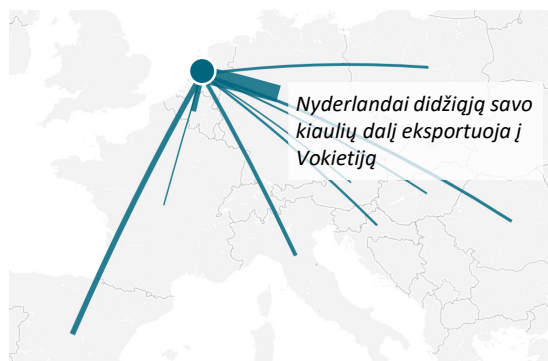 Nyderlandai didžiąją savo
kiaulių dalį eksportuoja į
Vokietiją